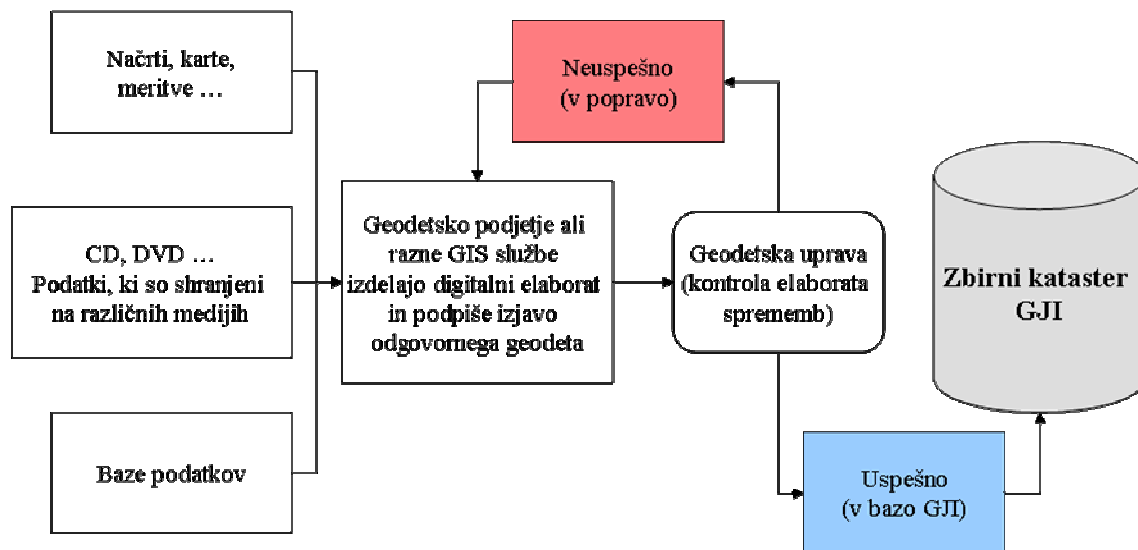 Načrti, karte,
meritve …
Neuspešno
(v popravo)
CD, DVD …
Podatki, ki so shranjeni
na različnih medijih
Geodetsko podjetje ali
razne GIS službe
izdelajo digitalni elaborat
in podpiše izjavo
odgovornega geodeta
Geodetska uprava
(kontrola elaborata
sprememb)
Zbirni kataster
GJI
Baze podatkov
Uspešno
(v bazo GJI)